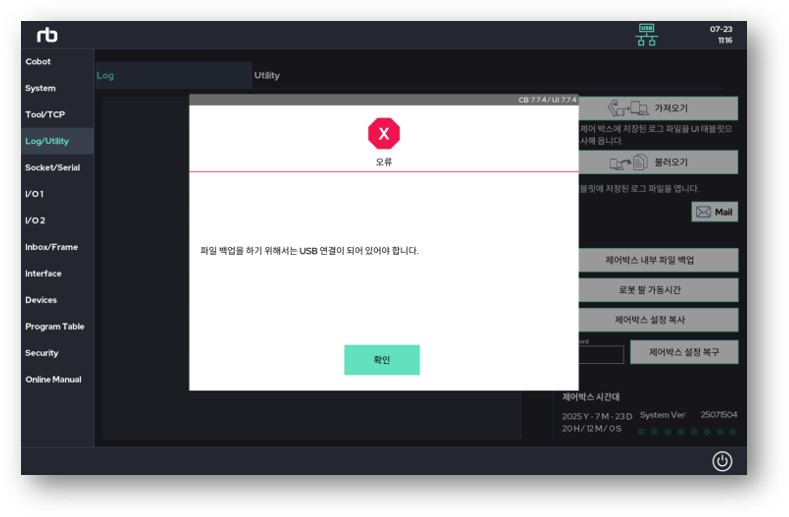 rb
USB
07-23
11:16
Cobot
System
Tool/TCP
Log/Utility
Socket/Serial
I/O 1
I/O 2
Inbox/Frame
Interface
Devices
Program Table
Security
Online Manual
Log
Utility
CB 7.7.4/ UI 7.7.4
X
오류
파일 백업을 하기 위해서는 USB 연결이 되어 있어야 합니다.
확인
가져오기
제어 박스에 저장된 로그 파일을 UI 태블릿으
사해 옵니다.
불러오기
블릿에 저장된 로그 파일을 엽니다.
Mail
제어박스 내부 파일 백업
로봇 팔 가동시간
제어박스 설정 복사
ord
제어박스 설정 복구
제어박스 시간대
2025 Y - 7 M - 23 D
System Ver:
25071504
20 H / 12 M / 0 S